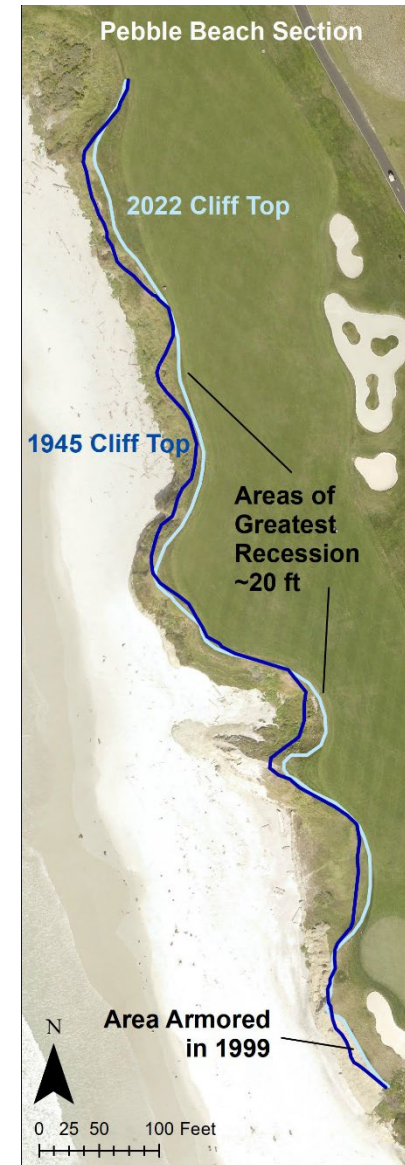 Pebble Beach Section
2022 Cliff Top
1945 Cliff Top
Areas of
Greatest
Recession
~20 ft
Area Armored
in 1999
N
0 25 50 100 Feet